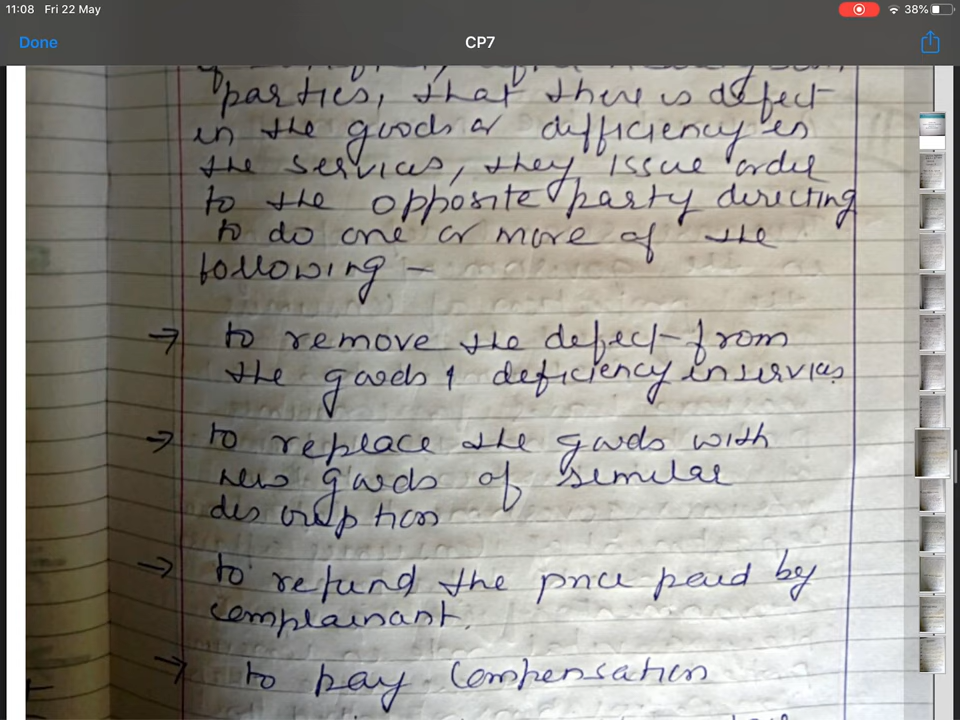 11:08 Fri 22 May
38%
Done
CP7
parties, that there is defect
in the goods or defficiency in
the services, they issue order
to the opposite party directing
to do one or more of the
following -
→ to remove the defect from
the goods & deficiency in services
→ to replace the goods with
new goods of similar
description
→ to refund the price paid by
complainant.
→ to pay compensation